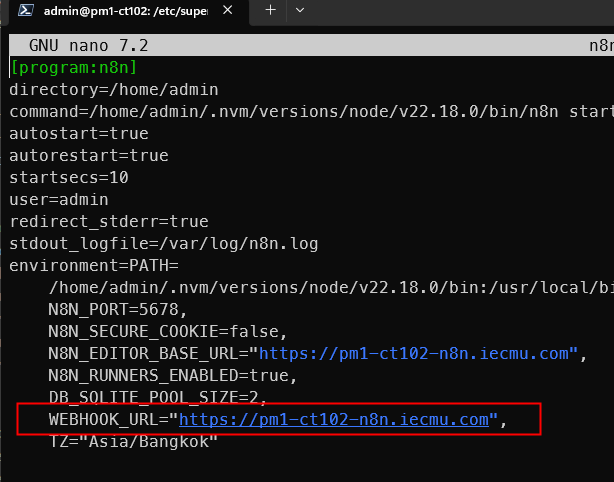 admin@pm1-ct102: /etc/super
GNU nano 7.2 n8n
[program:n8n]
directory=/home/admin
command=/home/admin/.nvm/versions/node/v22.18.0/bin/n8n start
autostart=true
autorestart=true
startsecs=10
user=admin
redirect_stderr=true
stdout_logfile=/var/log/n8n.log
environment=PATH=
/home/admin/.nvm/versions/node/v22.18.0/bin:/usr/local/bi
N8N_PORT=5678,
N8N_SECURE_COOKIE=false,
N8N_EDITOR_BASE_URL="https://pm1-ct102-n8n.iecmu.com",
N8N_RUNNERS_ENABLED=true,
DB_SQLITE_POOL_SIZE=2,
WEBHOOK_URL="https://pm1-ct102-n8n.iecmu.com",
TZ="Asia/Bangkok"